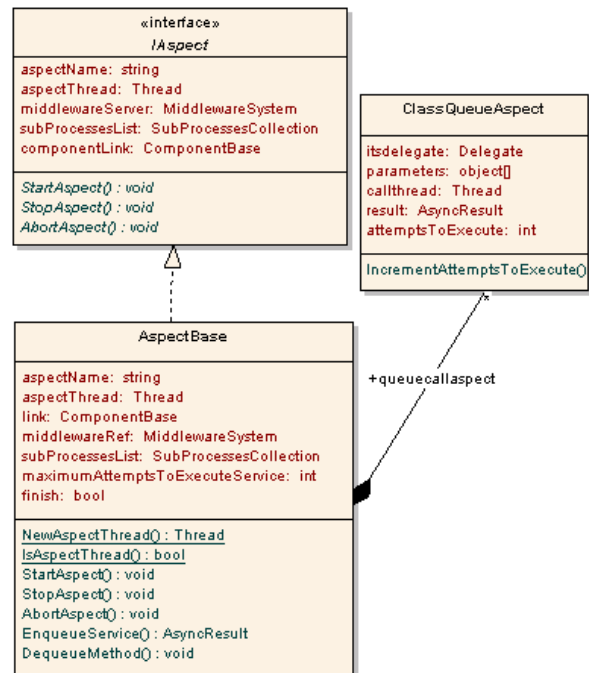 «interface»
IAspect
aspectName: string
aspectThread: Thread
middlewareServer: MiddlewareSystem
subProcessesList: SubProcessesCollection
componentLink: ComponentBase
StartAspect() : void
StopAspect() : void
AbortAspect() : void
ClassQueueAspect
itsdelegate: Delegate
parameters: object[]
callthread: Thread
result: AsyncResult
attemptsToExecute: int
IncrementAttemptsToExecute()
*
+queuecallaspect
AspectBase
aspectName: string
aspectThread: Thread
link: ComponentBase
middlewareRef: MiddlewareSystem
subProcessesList: SubProcessesCollection
maximumAttemptsToExecuteService: int
finish: bool
NewAspectThread() : Thread
IsAspectThread() : bool
StartAspect() : void
StopAspect() : void
AbortAspect() : void
EnqueueService() : AsyncResult
DequeueMethod() : void